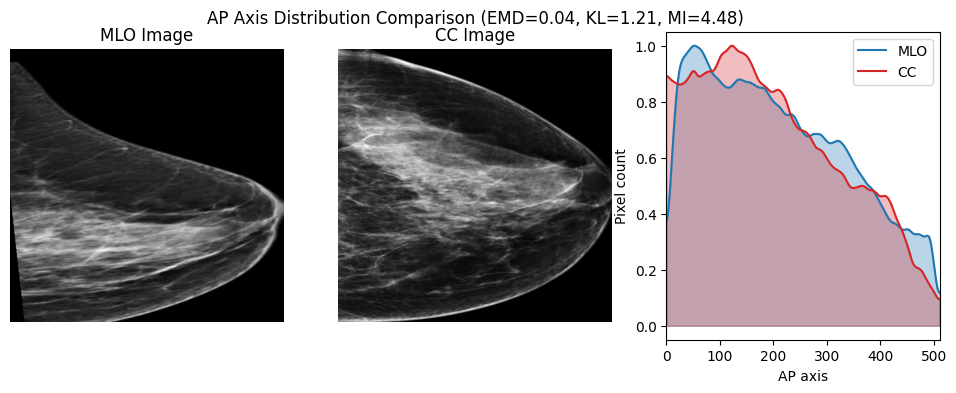 AP Axis Distribution Comparison (EMD=0.04, KL=1.21, MI=4.48)
MLO Image
CC Image
MLO
CC
1.0
0.8
0.6
0.4
0.2
0.0
Pixel count
0 100 200 300 400 500
AP axis